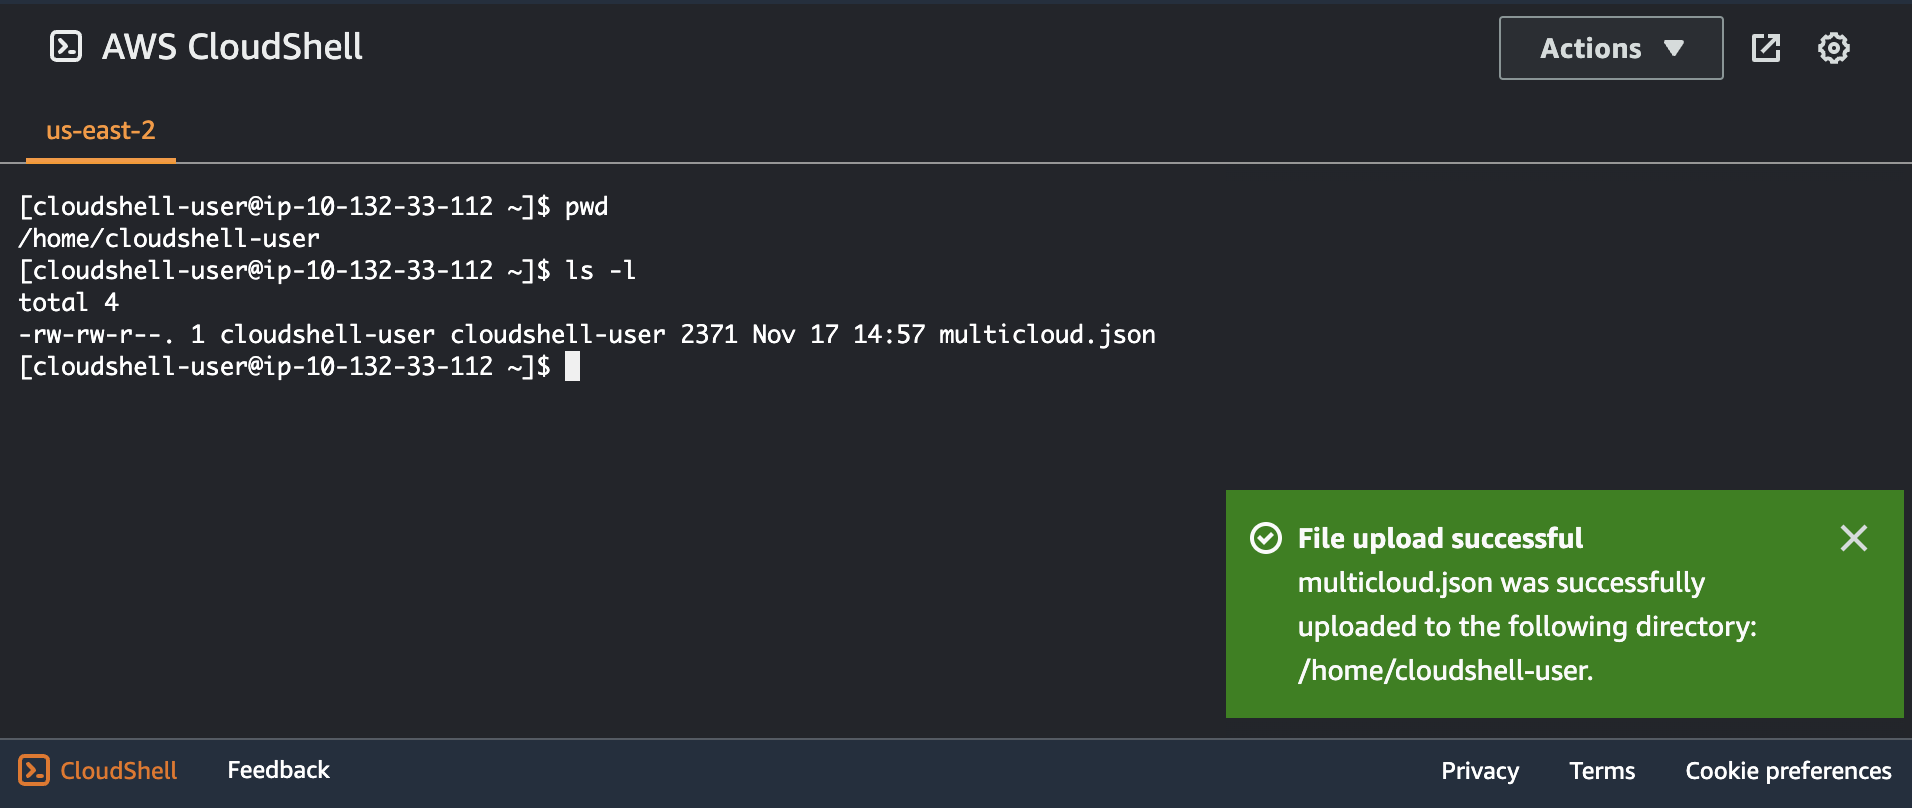 AWS CloudShell
Actions
us-east-2
[cloudshell-user@ip-10-132-33-112 ~]$ pwd
/home/cloudshell-user
[cloudshell-user@ip-10-132-33-112 ~]$ ls -l
total 4
-rw-rw-r--. 1 cloudshell-user cloudshell-user 2371 Nov 17 14:57 multicloud.json
[cloudshell-user@ip-10-132-33-112 ~]$
File upload successful
multicloud.json was successfully
uploaded to the following directory:
/home/cloudshell-user.
CloudShell
Feedback
Privacy
Terms
Cookie preferences